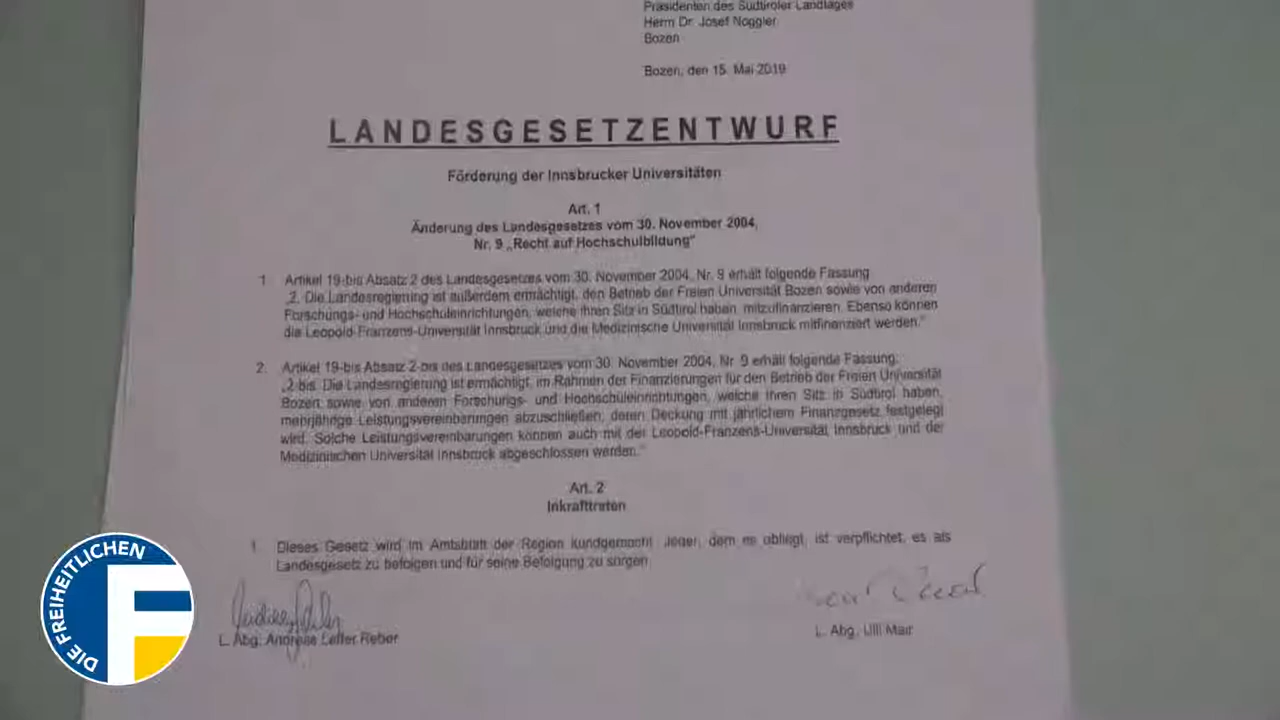 Präsidenten des Südtiroler Landtages
Herrn Dr. Josef Noggler
Bozen
Bozen, den 15. Mai 2019
LANDESGESETZENTWURF
Förderung der Innsbrucker Universitäten
Art. 1
Änderung des Landesgesetzes vom 30. November 2004,
Nr. 9 „Recht auf Hochschulbildung“
1. Artikel 19-bis Absatz 2 des Landesgesetzes vom 30. November 2004, Nr. 9 erhält folgende Fassung
„2. Die Landesregierung ist außerdem ermächtigt, den Betrieb der Freien Universität Bozen sowie von anderen
Forschungs- und Hochschuleinrichtungen, welche ihren Sitz in Südtirol haben, mitzufinanzieren. Ebenso können
die Leopold-Franzens-Universität Innsbruck und die Medizinische Universität Innsbruck mitfinanziert werden.“
2. Artikel 19-bis Absatz 2-bis des Landesgesetzes vom 30. November 2004, Nr. 9 erhält folgende Fassung:
„2-bis. Die Landesregierung ist ermächtigt, im Rahmen der Finanzierungen für den Betrieb der Freien Universität
Bozen sowie von anderen Forschungs- und Hochschuleinrichtungen, welche ihren Sitz in Südtirol haben,
mehrjährige Leistungsvereinbarungen abzuschließen, deren Deckung mit jährlichem Finanzgesetz festgelegt
wird. Solche Leistungsvereinbarungen können auch mit der Leopold-Franzens-Universität Innsbruck und der
Medizinischen Universität Innsbruck abgeschlossen werden.“
Art. 2
Inkrafttreten
1. Dieses Gesetz wird im Amtsblatt der Region kundgemacht. Jeder, dem es obliegt, ist verpflichtet, es als
Landesgesetz zu befolgen und für seine Befolgung zu sorgen.
L. Abg. Andreas Leiter Reber
L. Abg. Ulli Mair
DIE FREIHEITLICHEN
F